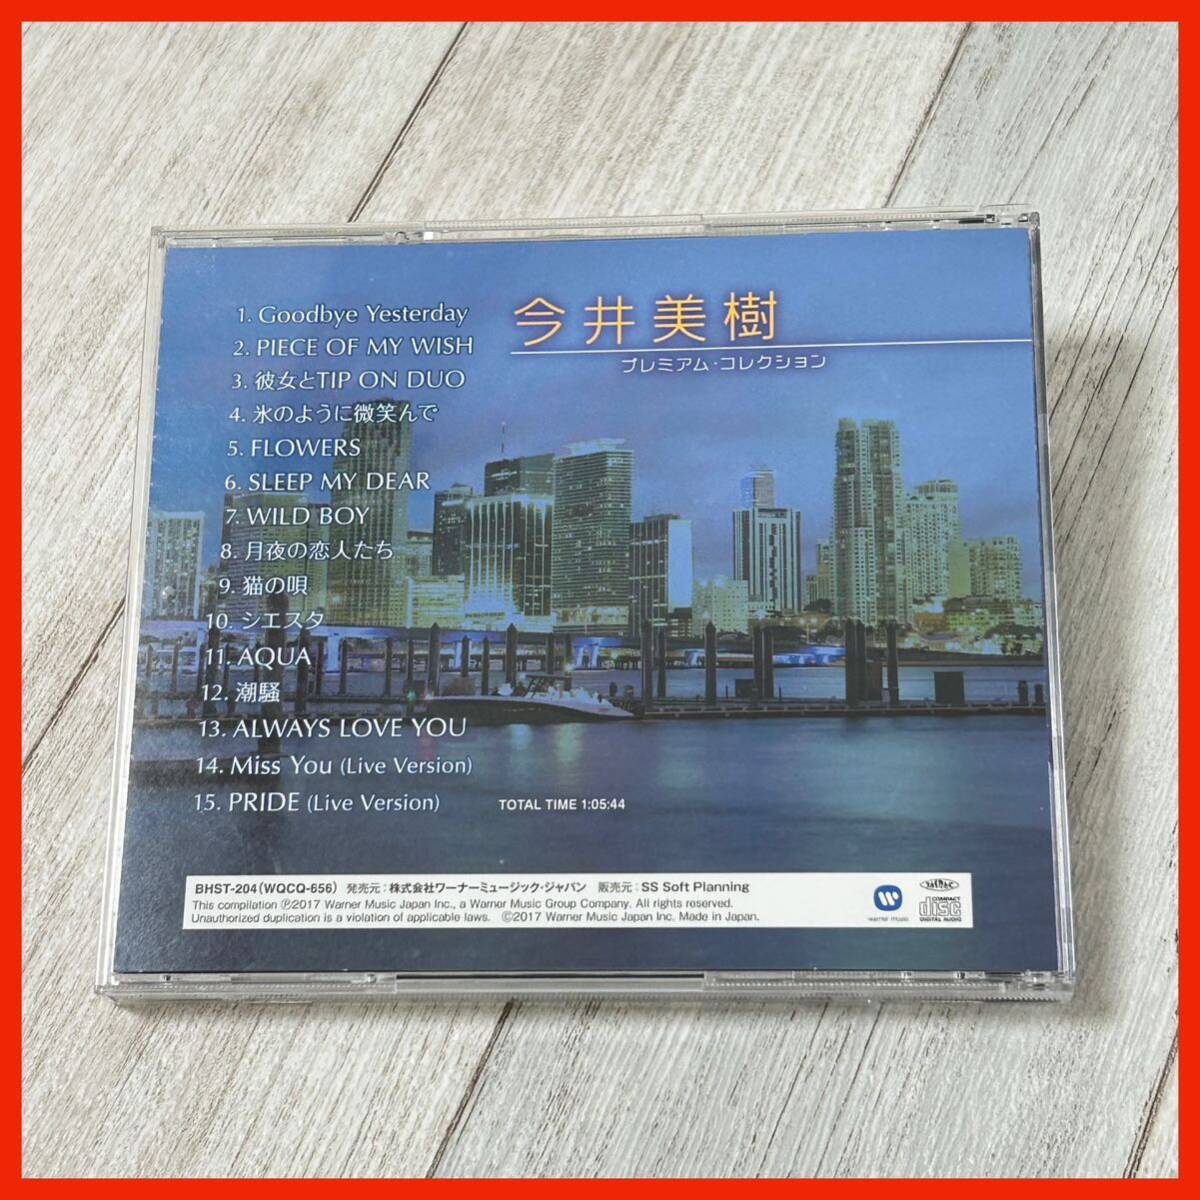 今井美樹
プレミアム・コレクション
1. Goodbye Yesterday
2. PIECE OF MY WISH
3. 彼女とTIP ON DUO
4. 氷のように微笑んで
5. FLOWERS
6. SLEEP MY DEAR
7. WILD BOY
8. 月夜の恋人たち
9. 猫の唄
10. シエスタ
11. AQUA
12. 潮騒
13. ALWAYS LOVE YOU
14. Miss You (Live Version)
15. PRIDE (Live Version)
TOTAL TIME 1:05:44
BHST-204(WQCQ-656) 発売元：株式会社ワーナーミュージック・ジャパン 販売元：SS Soft Planning
This compilation ℗2017 Warner Music Japan Inc., a Warner Music Group Company. All rights reserved.
Unauthorized duplication is a violation of applicable laws. ©2017 Warner Music Japan Inc. Made in Japan.
warner music
COMPACT
disc
DIGITAL AUDIO